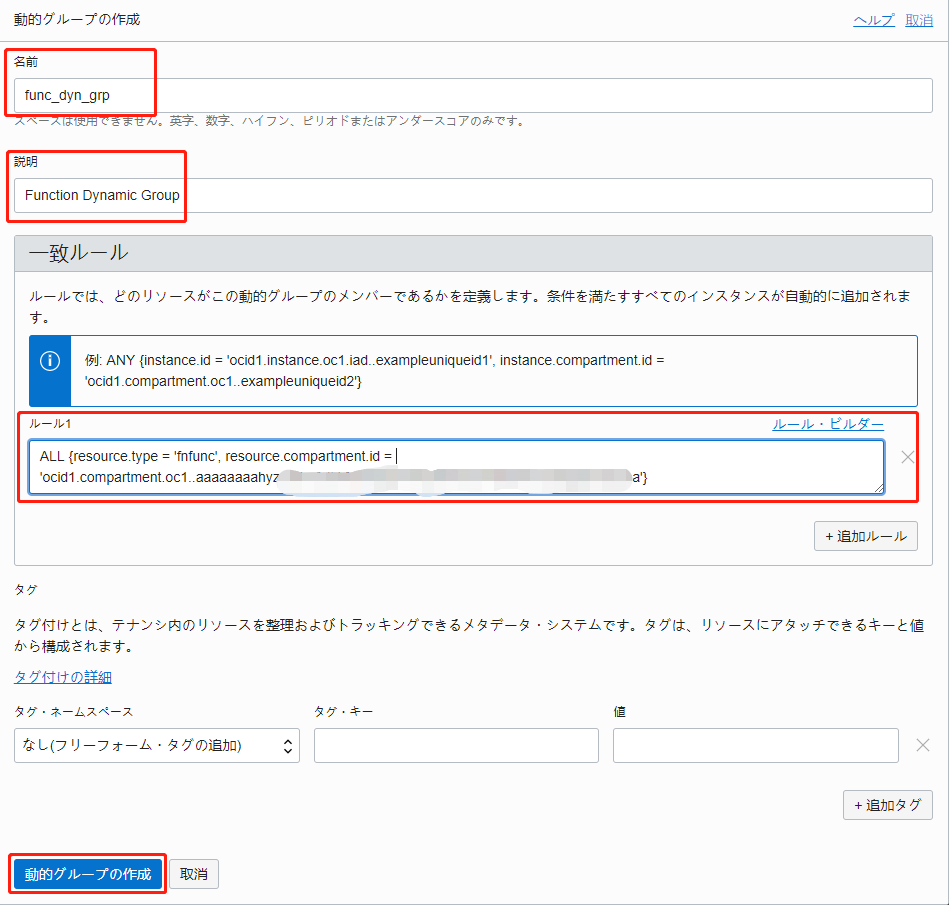 動的グループの作成
ヘルプ 取消
名前
func_dyn_grp
スペースは使用できません。英字、数字、ハイフン、ピリオドまたはアンダースコアのみです。
説明
Function Dynamic Group
一致ルール
ルールでは、どのリソースがこの動的グループのメンバーであるかを定義します。条件を満たすすべてのインスタンスが自動的に追加されま
す。
例: ANY {instance.id = 'ocid1.instance.oc1.iad..exampleuniqueid1', instance.compartment.id =
'ocid1.compartment.oc1..exampleuniqueid2'}
ルール1
ルール・ビルダー
ALL {resource.type = 'fnfunc', resource.compartment.id =
'ocid1.compartment.oc1..aaaaaaaahyz a'}
+ 追加ルール
タグ
タグ付けとは、テナンシ内のリソースを整理およびトラッキングできるメタデータ・システムです。タグは、リソースにアタッチできるキーと値
から構成されます。
タグ付けの詳細
タグ・ネームスペース タグ・キー 値
なし(フリーフォーム・タグの追加)
+ 追加タグ
動的グループの作成 取消